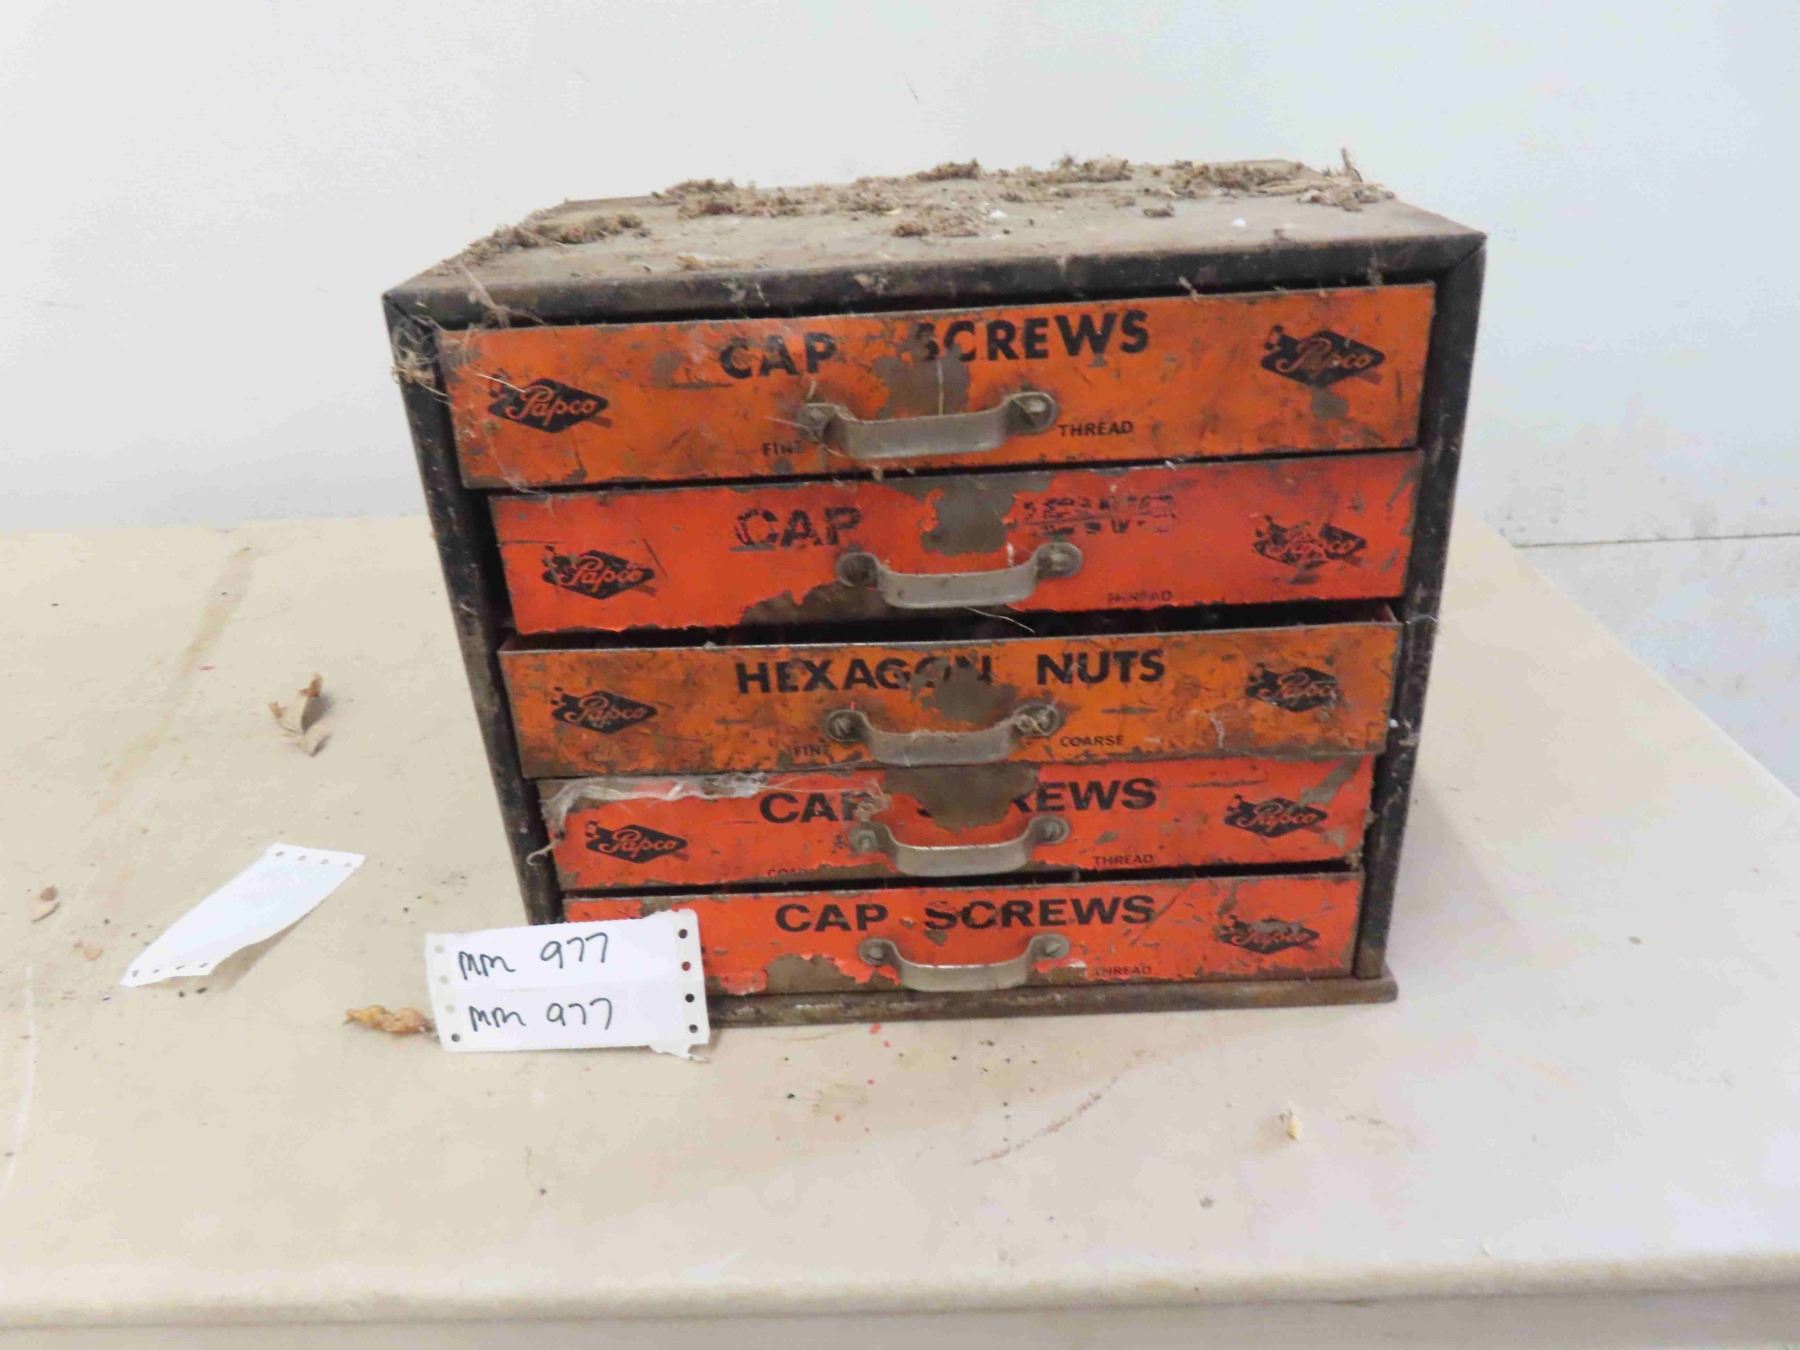 CAP SCREWS
Papco
Papco
FINE THREAD
CAP
Papco
Papco
THREAD
HEXAGON NUTS
Papco
Papco
FINE COARSE
CAP SCREWS
Papco
Papco
THREAD
CAP SCREWS
Papco
THREAD
MM 977
MM 977